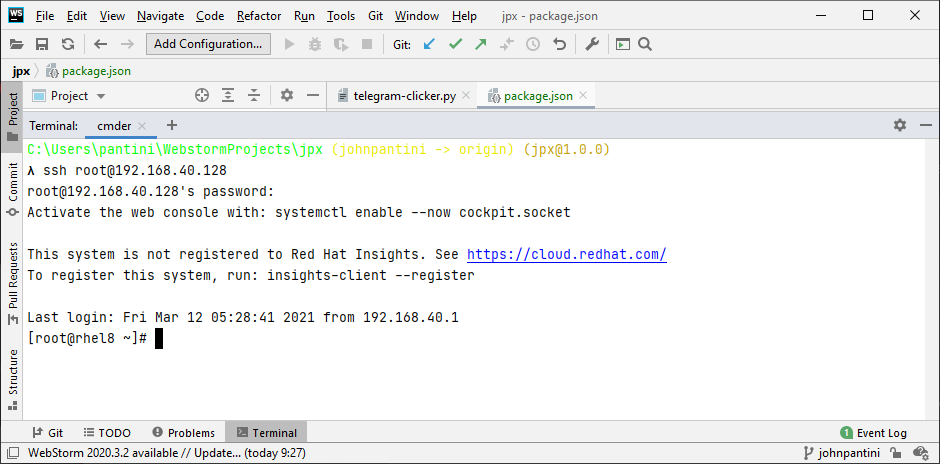 WS File Edit View Navigate Code Refactor Run Tools Git Window Help jpx - package.json
Add Configuration... Git:
jpx package.json
Project telegram-clicker.py package.json
Terminal: cmder
C:\Users\pantini\WebstormProjects\jpx (johnpantini -> origin) (jpx@1.0.0)
λ ssh root@192.168.40.128
root@192.168.40.128's password:
Activate the web console with: systemctl enable --now cockpit.socket
This system is not registered to Red Hat Insights. See https://cloud.redhat.com/
To register this system, run: insights-client --register
Last login: Fri Mar 12 05:28:41 2021 from 192.168.40.1
[root@rhel8 ~]#
Project
Commit
Pull Requests
Structure
Git TODO Problems Terminal 1 Event Log
WebStorm 2020.3.2 available // Update... (today 9:27) johnpantini